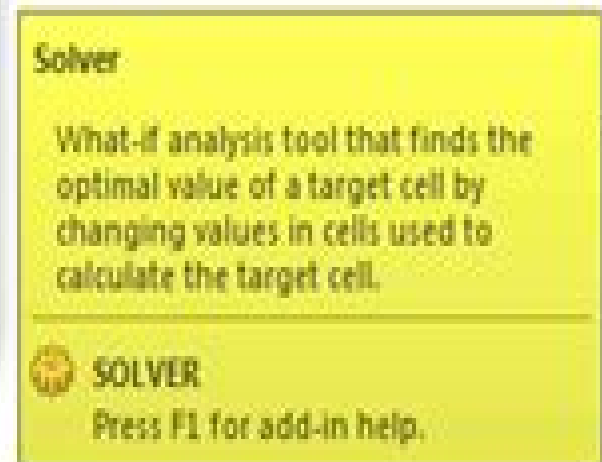 Solver
What-if analysis tool that finds the
optimal value of a target cell by
changing values in cells used to
calculate the target cell.
SOLVER
Press F1 for add-in help.